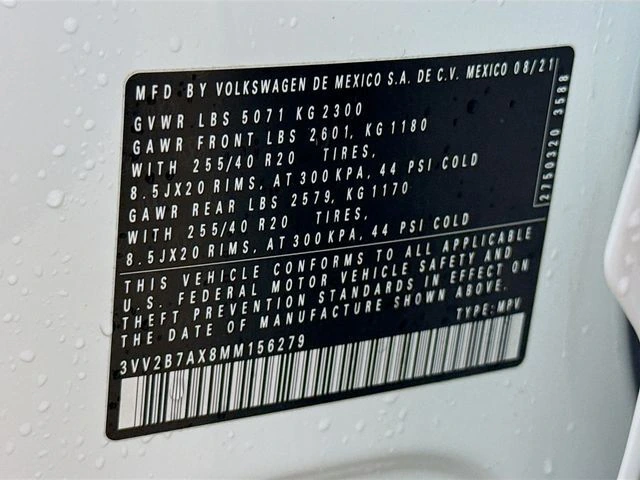 MFD BY VOLKSWAGEN DE MEXICO S.A. DE C.V. MEXICO 08/21
GVWR LBS 5071 KG 2300
GAWR FRONT LBS 2601, KG 1180
WITH 255/40 R20 TIRES,
8.5JX20 RIMS, AT 300 KPA, 44 PSI COLD
GAWR REAR LBS 2579, KG 1170
WITH 255/40 R20 TIRES,
8.5JX20 RIMS, AT 300 KPA, 44 PSI COLD
THIS VEHICLE CONFORMS TO ALL APPLICABLE
U.S. FEDERAL MOTOR VEHICLE SAFETY AND
THEFT PREVENTION STANDARDS IN EFFECT ON
THE DATE OF MANUFACTURE SHOWN ABOVE.
TYPE: MPV
3VV2B7AX8MM156279
2750320 3588